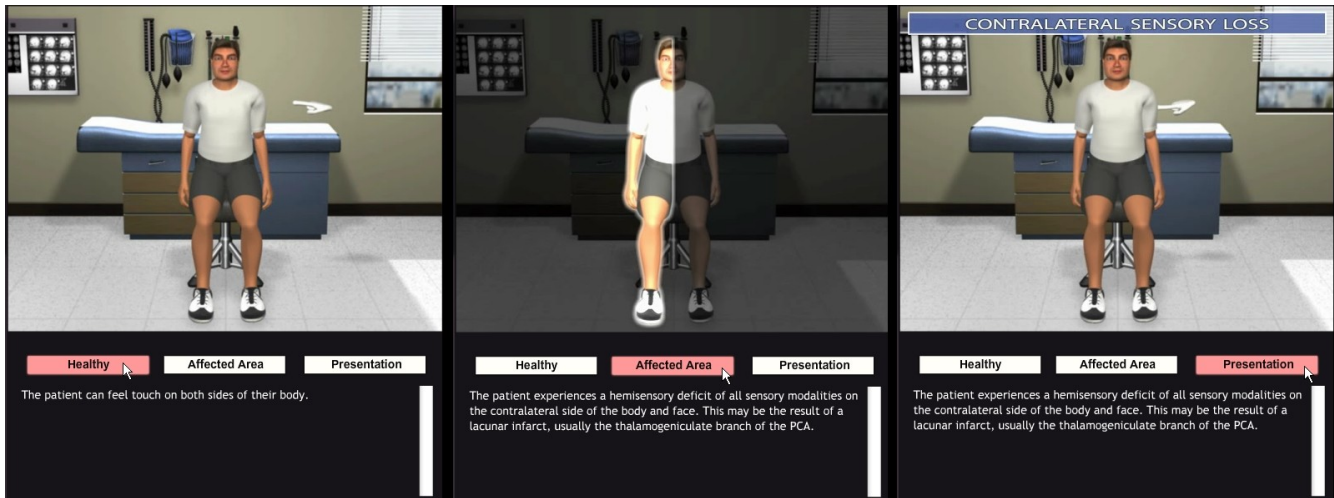 Healthy
Affected Area
Presentation
The patient can feel touch on both sides of their body.
Healthy
Affected Area
Presentation
The patient experiences a hemisensory deficit of all sensory modalities on
the contralateral side of the body and face. This may be the result of a
lacunar infarct, usually the thalamogeniculate branch of the PCA.
CONTRALATERAL SENSORY LOSS
Healthy
Affected Area
Presentation
The patient experiences a hemisensory deficit of all sensory modalities on
the contralateral side of the body and face. This may be the result of a
lacunar infarct, usually the thalamogeniculate branch of the PCA.